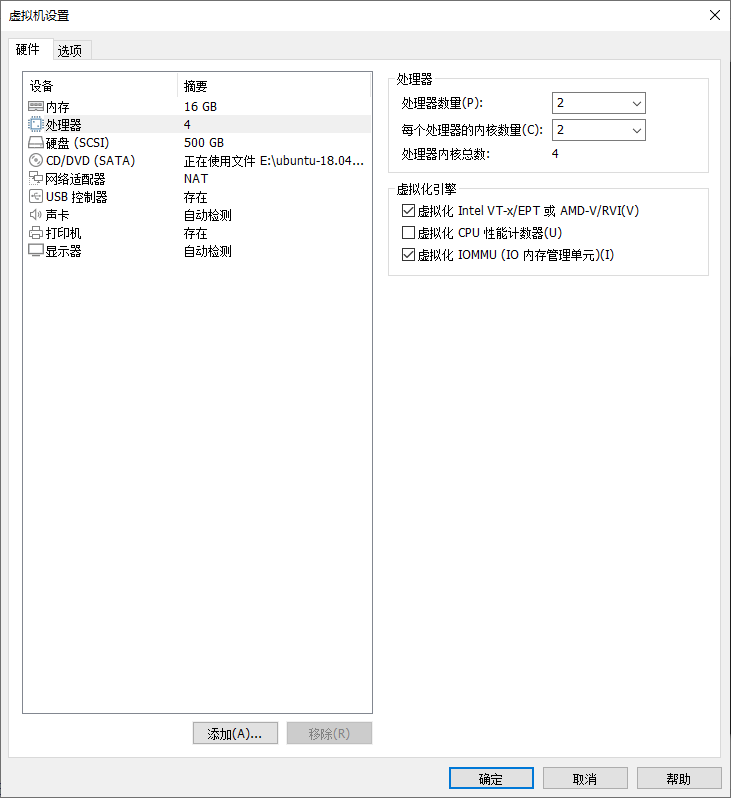 虚拟机设置
硬件 选项
设备 摘要
内存 16 GB
处理器 4
硬盘 (SCSI) 500 GB
CD/DVD (SATA) 正在使用文件 E:\ubuntu-18.04...
网络适配器 NAT
USB 控制器 存在
声卡 自动检测
打印机 存在
显示器 自动检测
添加(A)... 移除(R)
处理器
处理器数量(P): 2
每个处理器的内核数量(C): 2
处理器内核总数: 4
虚拟化引擎
虚拟化 Intel VT-x/EPT 或 AMD-V/RVI(V)
虚拟化 CPU 性能计数器(U)
虚拟化 IOMMU (IO 内存管理单元)(I)
确定 取消 帮助